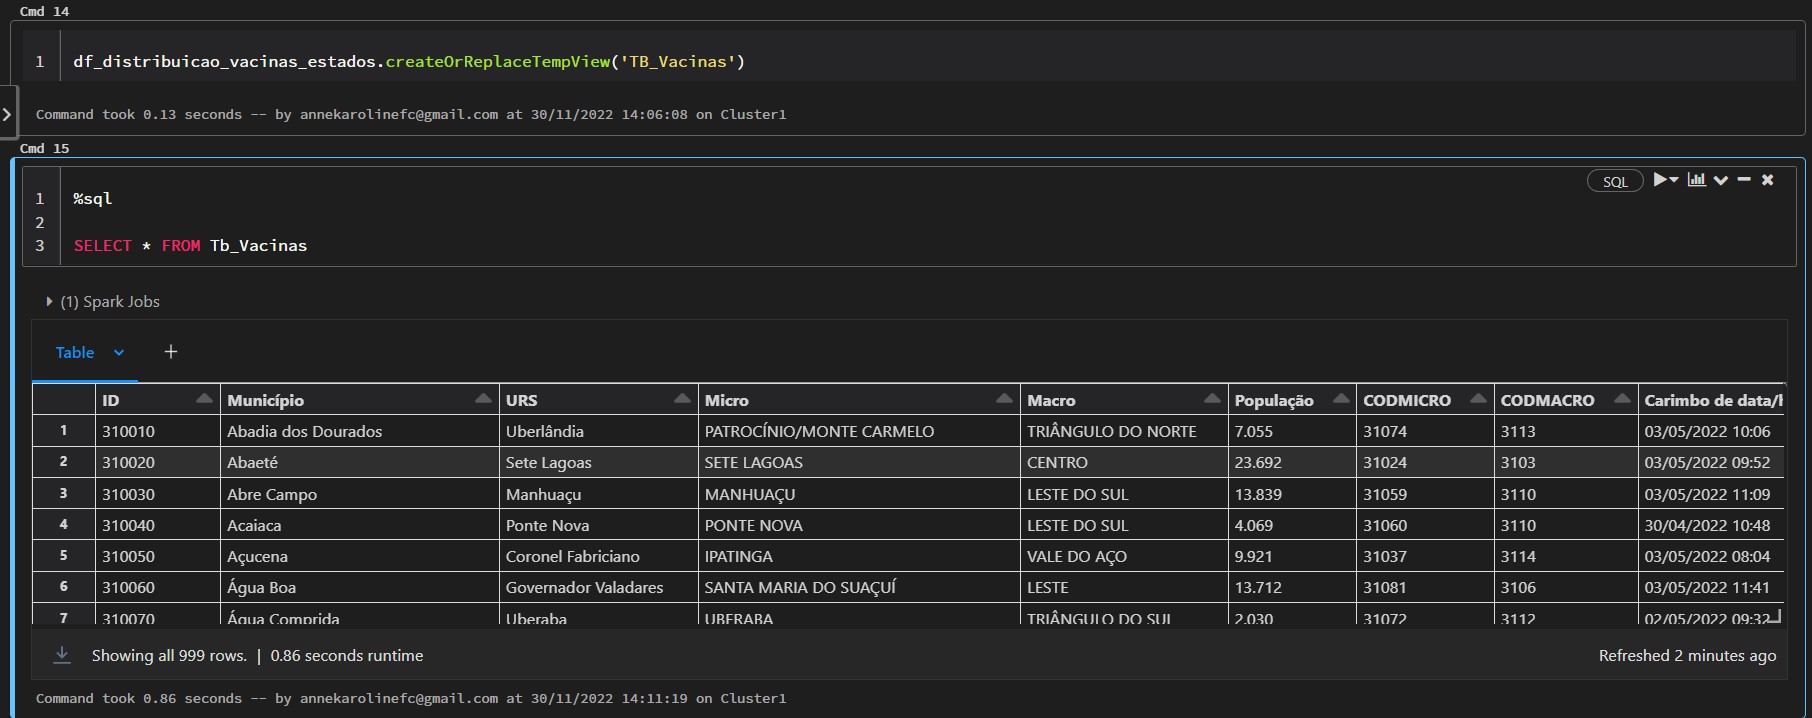 Cmd 14
1 df_distribuicao_vacinas_estados.createOrReplaceTempView('TB_Vacinas')
Command took 0.13 seconds -- by annekarolinefc@gmail.com at 30/11/2022 14:06:08 on Cluster1
Cmd 15
SQL
1 %sql
2
3 SELECT * FROM Tb_Vacinas
(1) Spark Jobs
Table +
ID Município URS Micro Macro População CODMICRO CODMACRO Carimbo de data/h
1 310010 Abadia dos Dourados Uberlândia PATROCÍNIO/MONTE CARMELO TRIÂNGULO DO NORTE 7.055 31074 3113 03/05/2022 10:06
2 310020 Abaeté Sete Lagoas SETE LAGOAS CENTRO 23.692 31024 3103 03/05/2022 09:52
3 310030 Abre Campo Manhuaçu MANHUAÇU LESTE DO SUL 13.839 31059 3110 03/05/2022 11:09
4 310040 Acaiaca Ponte Nova PONTE NOVA LESTE DO SUL 4.069 31060 3110 30/04/2022 10:48
5 310050 Açucena Coronel Fabriciano IPATINGA VALE DO AÇO 9.921 31037 3114 03/05/2022 08:04
6 310060 Água Boa Governador Valadares SANTA MARIA DO SUAÇUÍ LESTE 13.712 31081 3106 03/05/2022 11:41
7 310070 Água Comprida Uberaba UBERABA TRIÂNGULO DO SUL 2.030 31072 3112 02/05/2022 09:32
Showing all 999 rows. | 0.86 seconds runtime Refreshed 2 minutes ago
Command took 0.86 seconds -- by annekarolinefc@gmail.com at 30/11/2022 14:11:19 on Cluster1